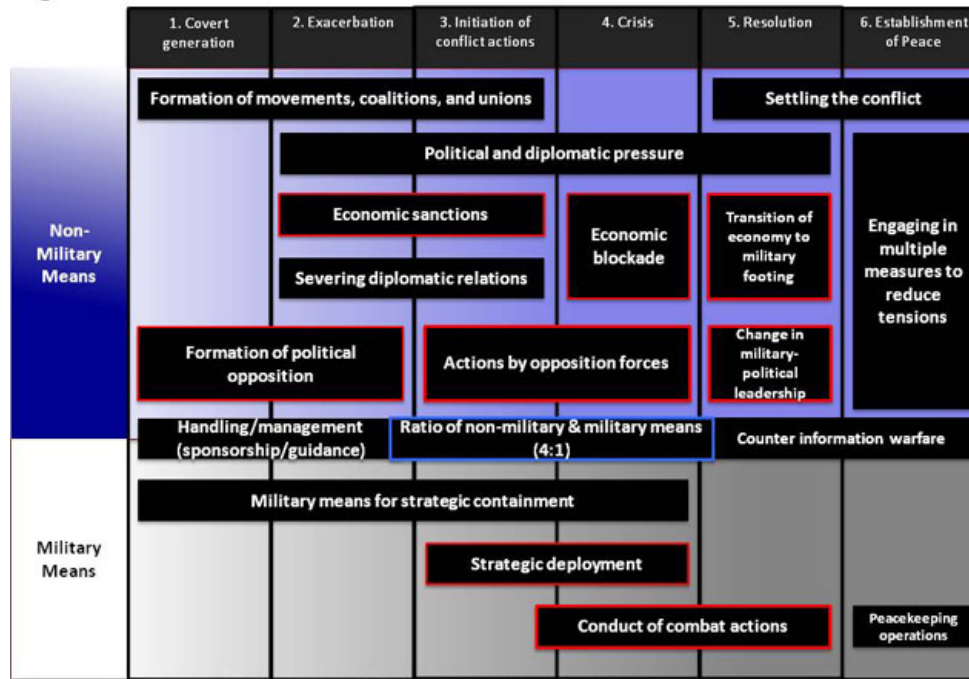 1. Covert
generation
2. Exacerbation
3. Initiation of
conflict actions
4. Crisis
5. Resolution
6. Establishment
of Peace
Non-
Military
Means
Formation of movements, coalitions, and unions
Settling the conflict
Political and diplomatic pressure
Economic sanctions
Economic
blockade
Transition of
economy to
military
footing
Engaging in
multiple
measures to
reduce
tensions
Severing diplomatic relations
Formation of political
opposition
Actions by opposition forces
Change in
military-
political
leadership
Handling/management
(sponsorship/guidance)
Ratio of non-military & military means
(4:1)
Counter information warfare
Military
Means
Military means for strategic containment
Strategic deployment
Conduct of combat actions
Peacekeeping
operations